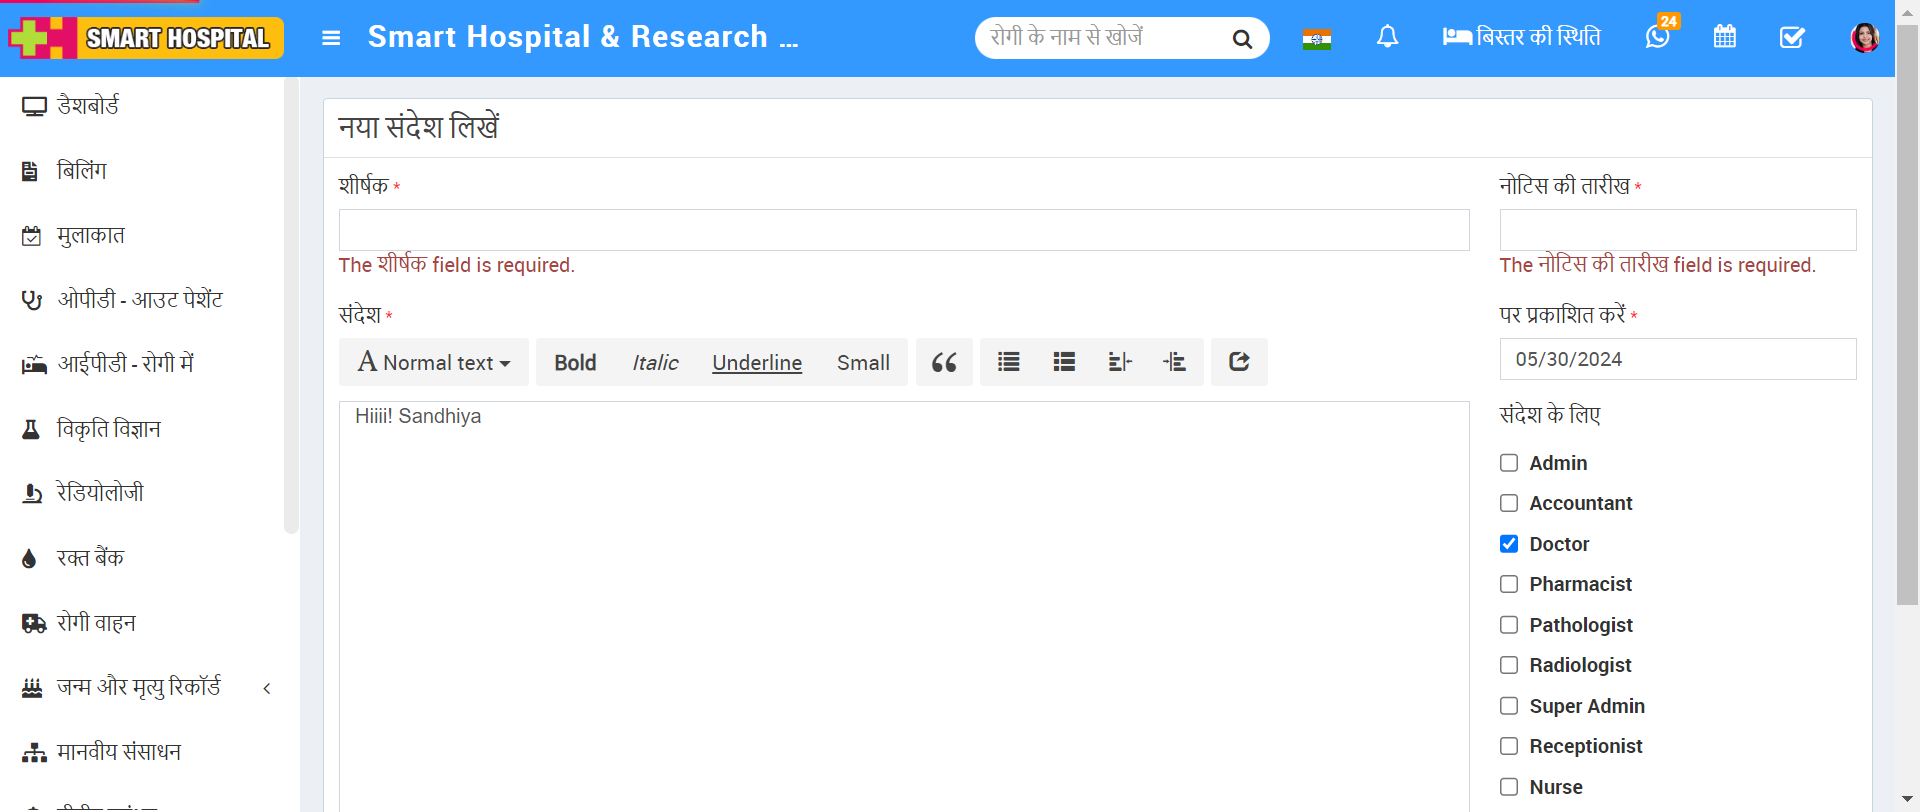 SMART HOSPITAL
Smart Hospital & Research ...
रोगी के नाम से खोजें
बिस्तर की स्थिति
24
डैशबोर्ड
बिलिंग
मुलाकात
ओपीडी - आउट पेशेंट
आईपीडी - रोगी में
विकृति विज्ञान
रेडियोलोजी
रक्त बैंक
रोगी वाहन
जन्म और मृत्यु रिकॉर्ड
मानवीय संसाधन
नया संदेश लिखें
शीर्षक *
The शीर्षक field is required.
संदेश *
A Normal text
Bold
Italic
Underline
Small
Hiiii! Sandhiya
नोटिस की तारीख *
The नोटिस की तारीख field is required.
पर प्रकाशित करें *
05/30/2024
संदेश के लिए
Admin
Accountant
Doctor
Pharmacist
Pathologist
Radiologist
Super Admin
Receptionist
Nurse